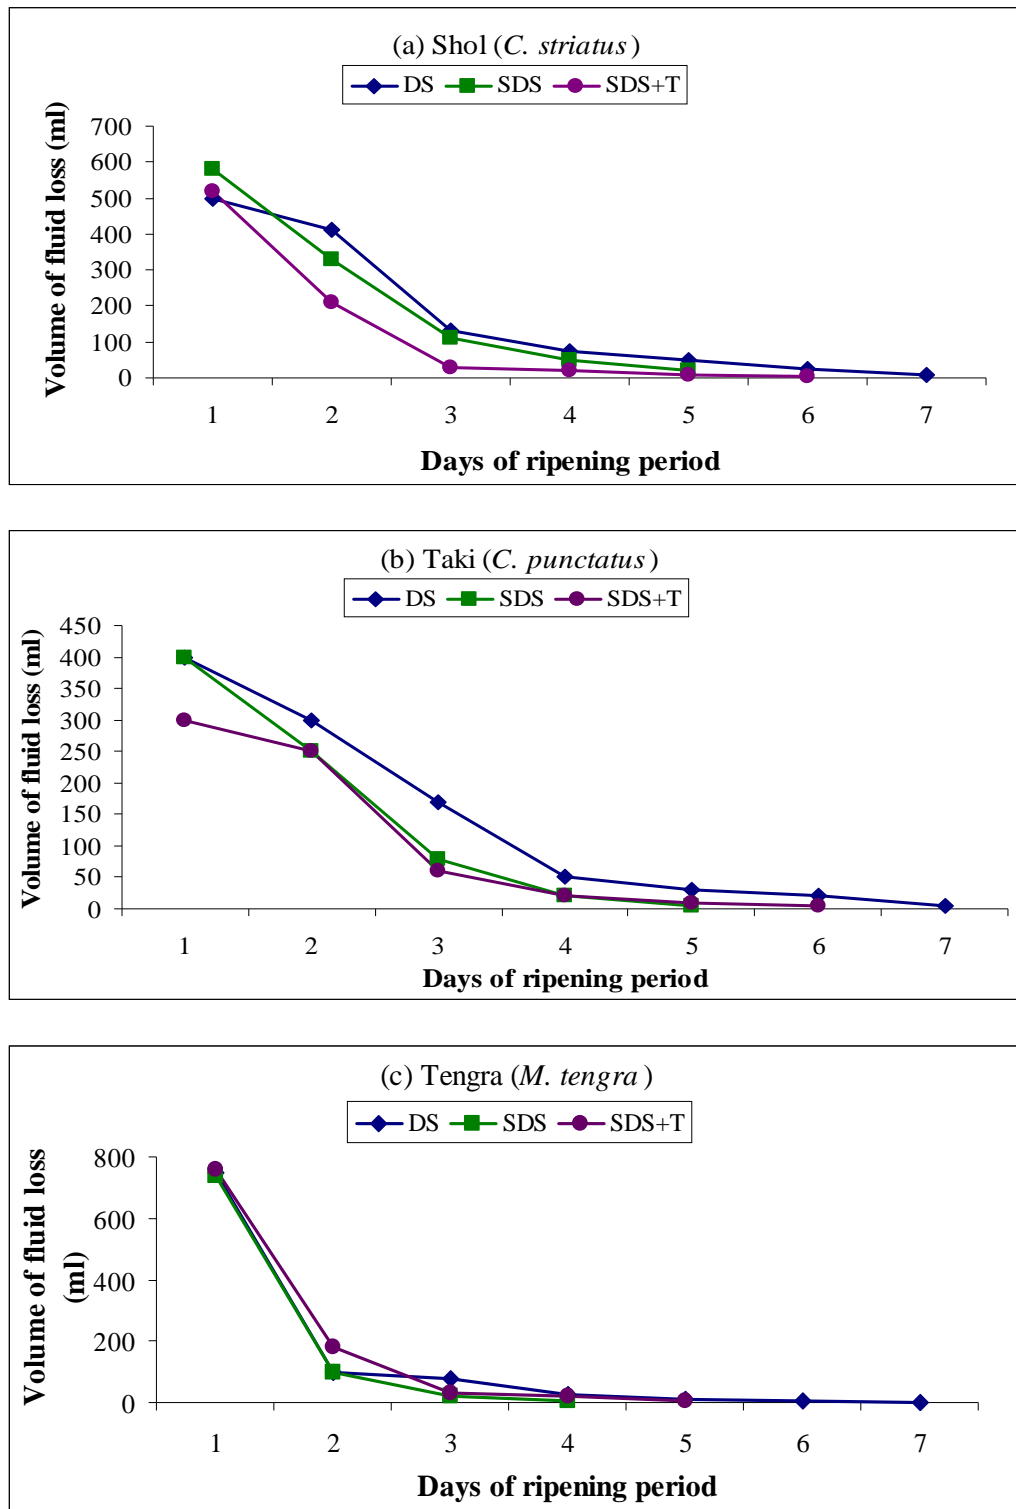 (a) Shol (C. striatus)
DS SDS SDS+T
Volume of fluid loss (ml)
700
600
500
400
300
200
100
0
1 2 3 4 5 6 7
Days of ripening period
(b) Taki (C. punctatus)
DS SDS SDS+T
Volume of fluid loss (ml)
450
400
350
300
250
200
150
100
50
0
1 2 3 4 5 6 7
Days of ripening period
(c) Tengra (M. tengra)
DS SDS SDS+T
Volume of fluid loss
(ml)
800
600
400
200
0
1 2 3 4 5 6 7
Days of ripening period